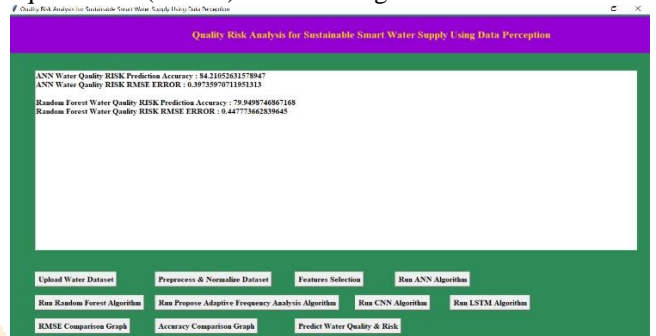 Quality Risk Analysis for Sustainable Smart Water Supply Using Data Perception
Quality Risk Analysis for Sustainable Smart Water Supply Using Data Perception
ANN Water Qaulity RISK Prediction Accuracy : 84.21052631578947
ANN Water Qaulity RISK RMSE ERROR : 0.39735970711951313
Random Forest Water Qaulity RISK Prediction Accuracy : 79.9498746867168
Random Forest Water Qaulity RISK RMSE ERROR : 0.447773662839645
Upload Water Dataset Preprocess & Normalize Dataset Features Selection Run ANN Algorithm
Run Random Forest Algorithm Run Propose Adaptive Frequency Analysis Algorithm Run CNN Algorithm Run LSTM Algorithm
RMSE Comparison Graph Accuracy Comparison Graph Predict Water Quality & Risk